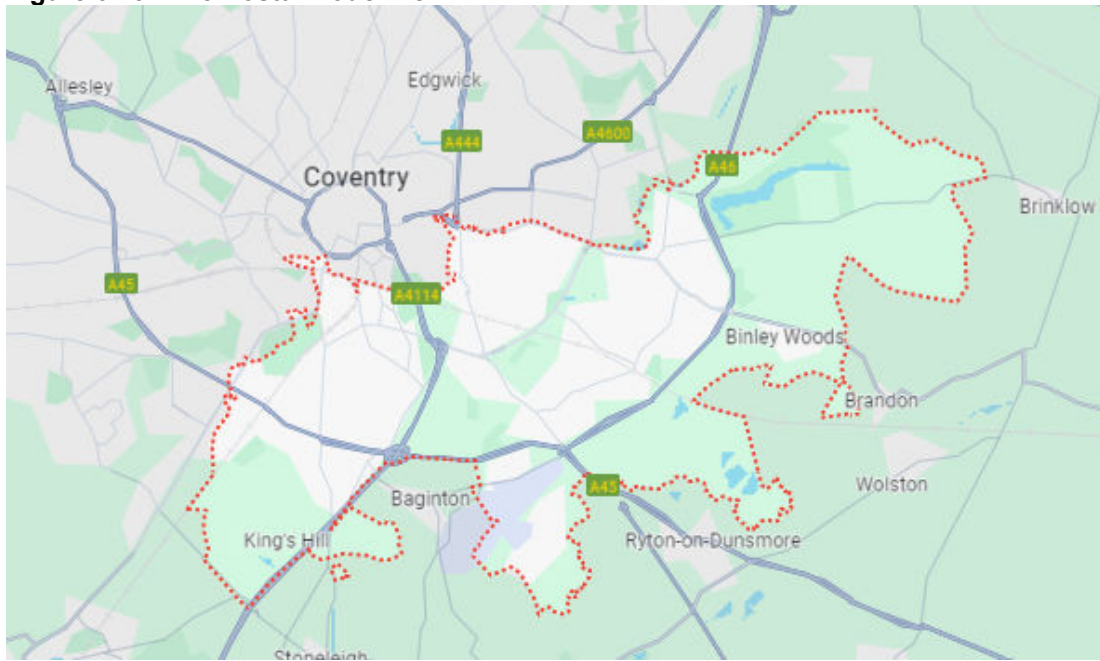 Allesley
Edgwick
A444
A4600
Coventry
A46
Brinklow
A45
A4114
Binley Woods
Brandon
Baginton
A45
Wolston
King's Hill
Ryton-on-Dunsmore
Stoneleigh